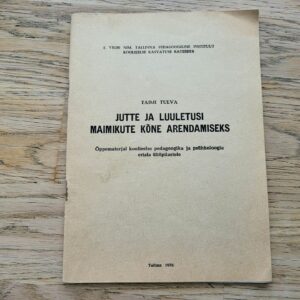 E. VILDE NIM. TALLINNA PEDAGOOGILINE INSTITUUT
KOOLIEELSE KASVATUSE KATEEDER
TAIMI TULVA
JUTTE JA LUULETUSI
MAIMIKUTE KÕNE ARENDAMISEKS
Õppematerjal koolieelse pedagoogika ja psühholoogia
eriala üliõpilastele
Tallinn 1978